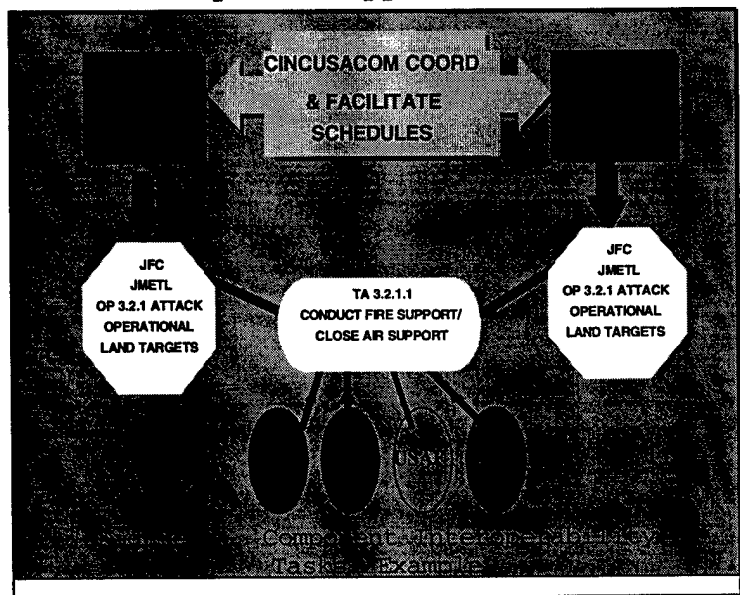 CINCUSACOM COORD
& FACILITATE
SCHEDULES
JFC
JMETL
OP 3.2.1 ATTACK
OPERATIONAL
LAND TARGETS
TA 3.2.1.1
CONDUCT FIRE SUPPORT/
CLOSE AIR SUPPORT
JFC
JMETL
OP 3.2.1 ATTACK
OPERATIONAL
LAND TARGETS
Component Interoperability
Tasks Example